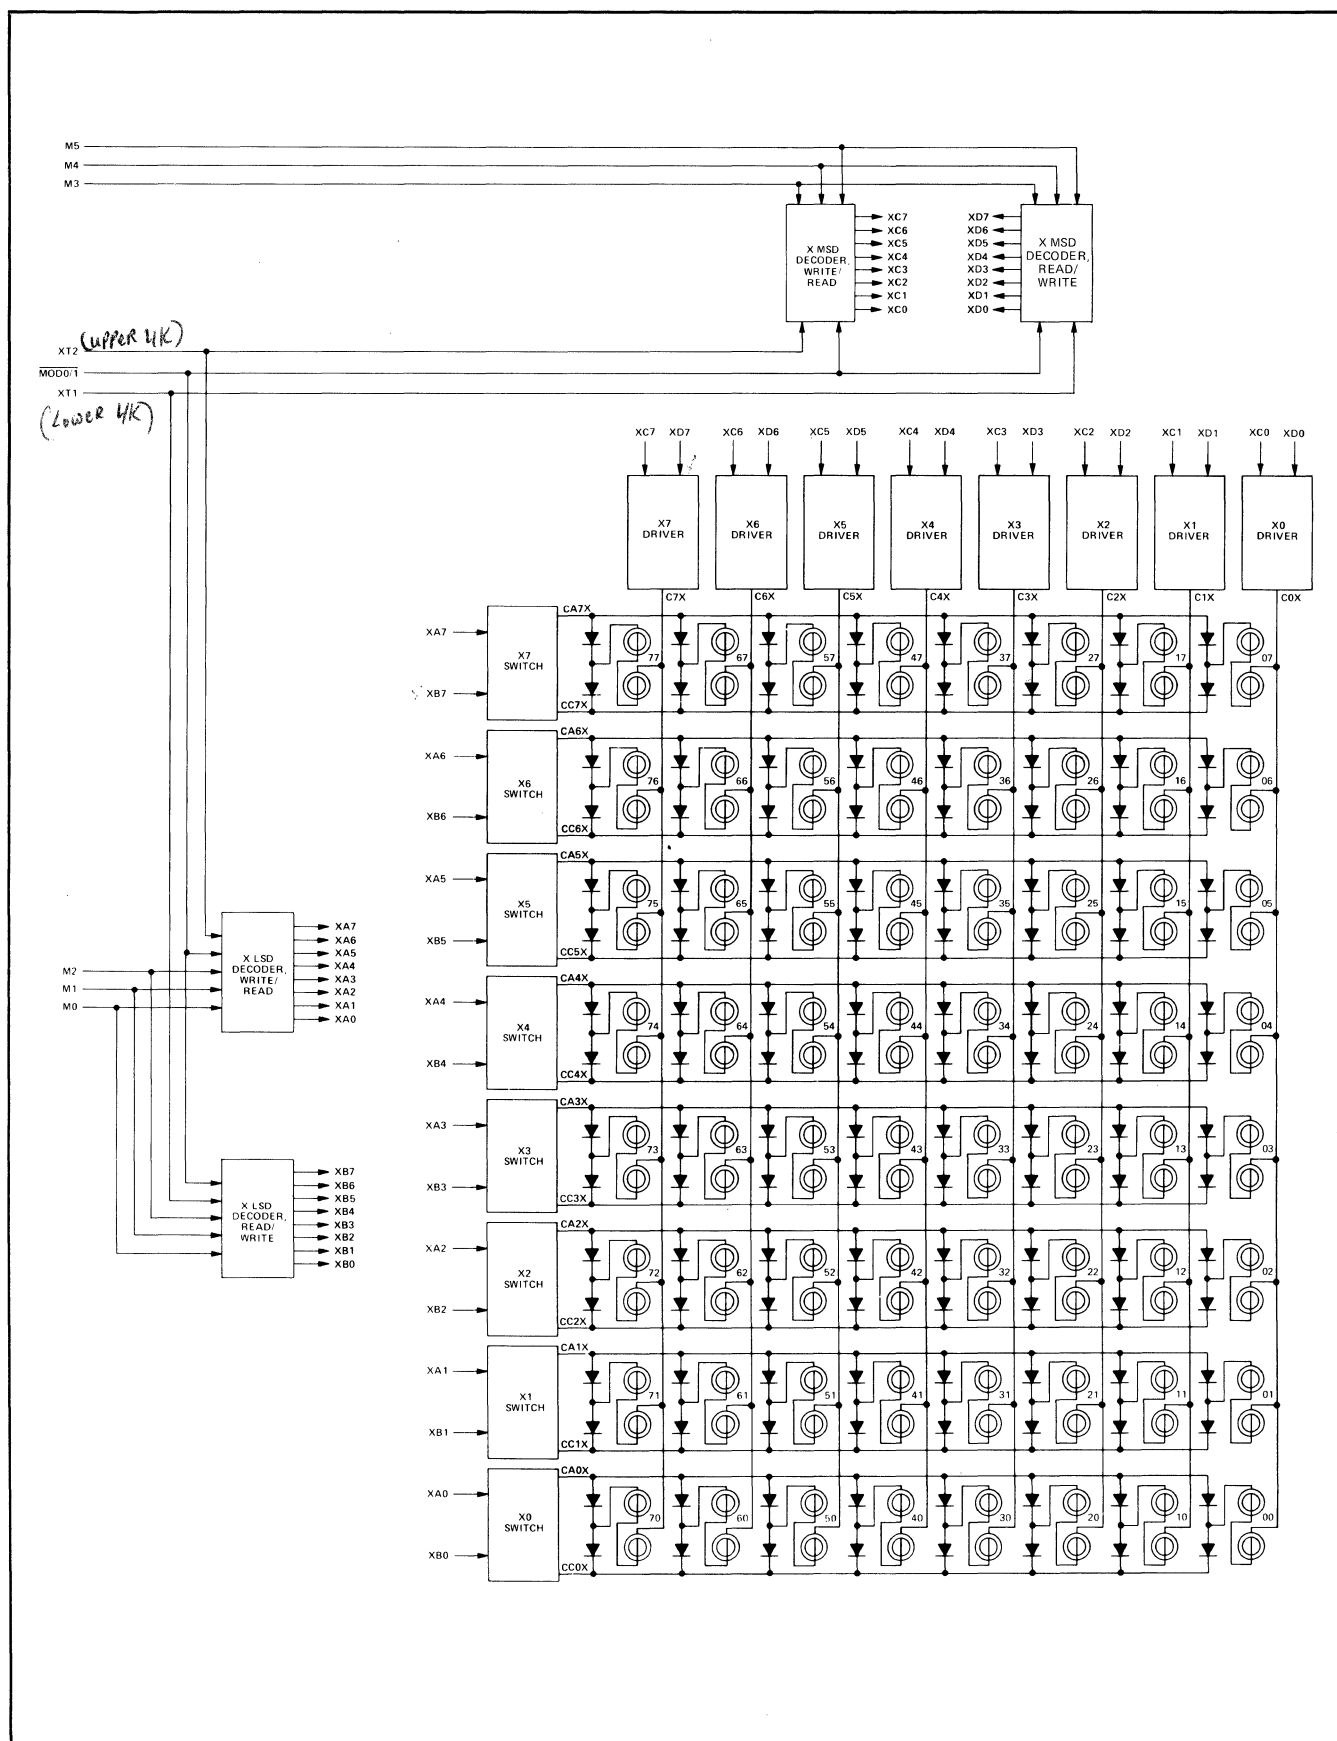 M5
M4
M3
X MSD
DECODER,
WRITE/
READ
XC7
XC6
XC5
XC4
XC3
XC2
XC1
XC0
XD7
XD6
XD5
XD4
XD3
XD2
XD1
XD0
X MSD
DECODER,
READ/
WRITE
XT2 (UPPER 4K)
MOD0/1
XT1
(LOWER 4K)
XC7 XD7 XC6 XD6 XC5 XD5 XC4 XD4 XC3 XD3 XC2 XD2 XC1 XD1 XC0 XD0
X7 X6 X5 X4 X3 X2 X1 X0
DRIVER DRIVER DRIVER DRIVER DRIVER DRIVER DRIVER DRIVER
C7X C6X C5X C4X C3X C2X C1X C0X
CA7X
XA7
X7
SWITCH
77 67 57 47 37 27 17 07
XB7
CC7X
CA6X
XA6
X6
SWITCH
76 66 56 46 36 26 16 06
XB6
CC6X
CA5X
XA5
X5
SWITCH
75 65 55 45 35 25 15 05
XB5
CC5X
CA4X
XA4
X4
SWITCH
74 64 54 44 34 24 14 04
XB4
CC4X
CA3X
XA3
X3
SWITCH
73 63 53 43 33 23 13 03
XB3
CC3X
CA2X
XA2
X2
SWITCH
72 62 52 42 32 22 12 02
XB2
CC2X
CA1X
XA1
X1
SWITCH
71 61 51 41 31 21 11 01
XB1
CC1X
CA0X
XA0
X0
SWITCH
70 60 50 40 30 20 10 00
XB0
CC0X
M2
M1
M0
X LSD
DECODER,
WRITE/
READ
XA7
XA6
XA5
XA4
XA3
XA2
XA1
XA0
X LSD
DECODER,
READ/
WRITE
XB7
XB6
XB5
XB4
XB3
XB2
XB1
XB0